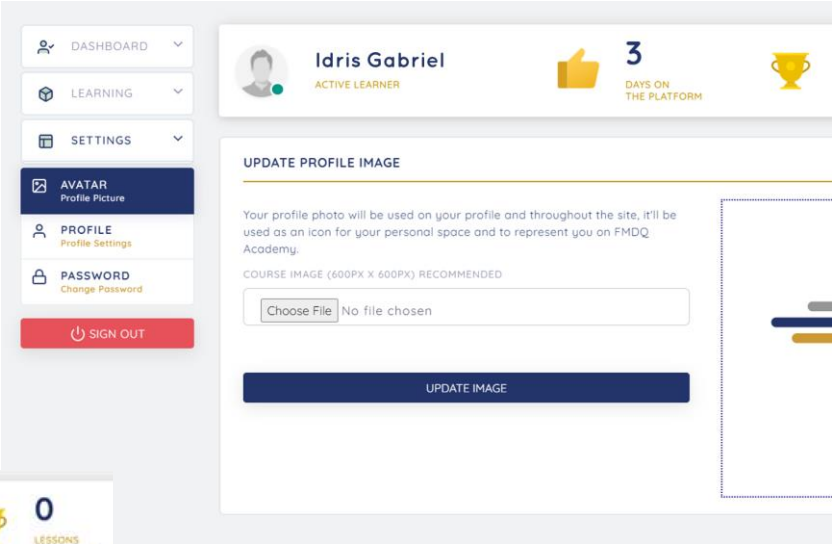 DASHBOARD
LEARNING
SETTINGS
AVATAR
Profile Picture
PROFILE
Profile Settings
PASSWORD
Change Password
SIGN OUT
Idris Gabriel
ACTIVE LEARNER
3
DAYS ON
THE PLATFORM
UPDATE PROFILE IMAGE
Your profile photo will be used on your profile and throughout the site, it'll be
used as an icon for your personal space and to represent you on FMDQ
Academy.
COURSE IMAGE (600PX X 600PX) RECOMMENDED
Choose File No file chosen
UPDATE IMAGE
0
LESSONS